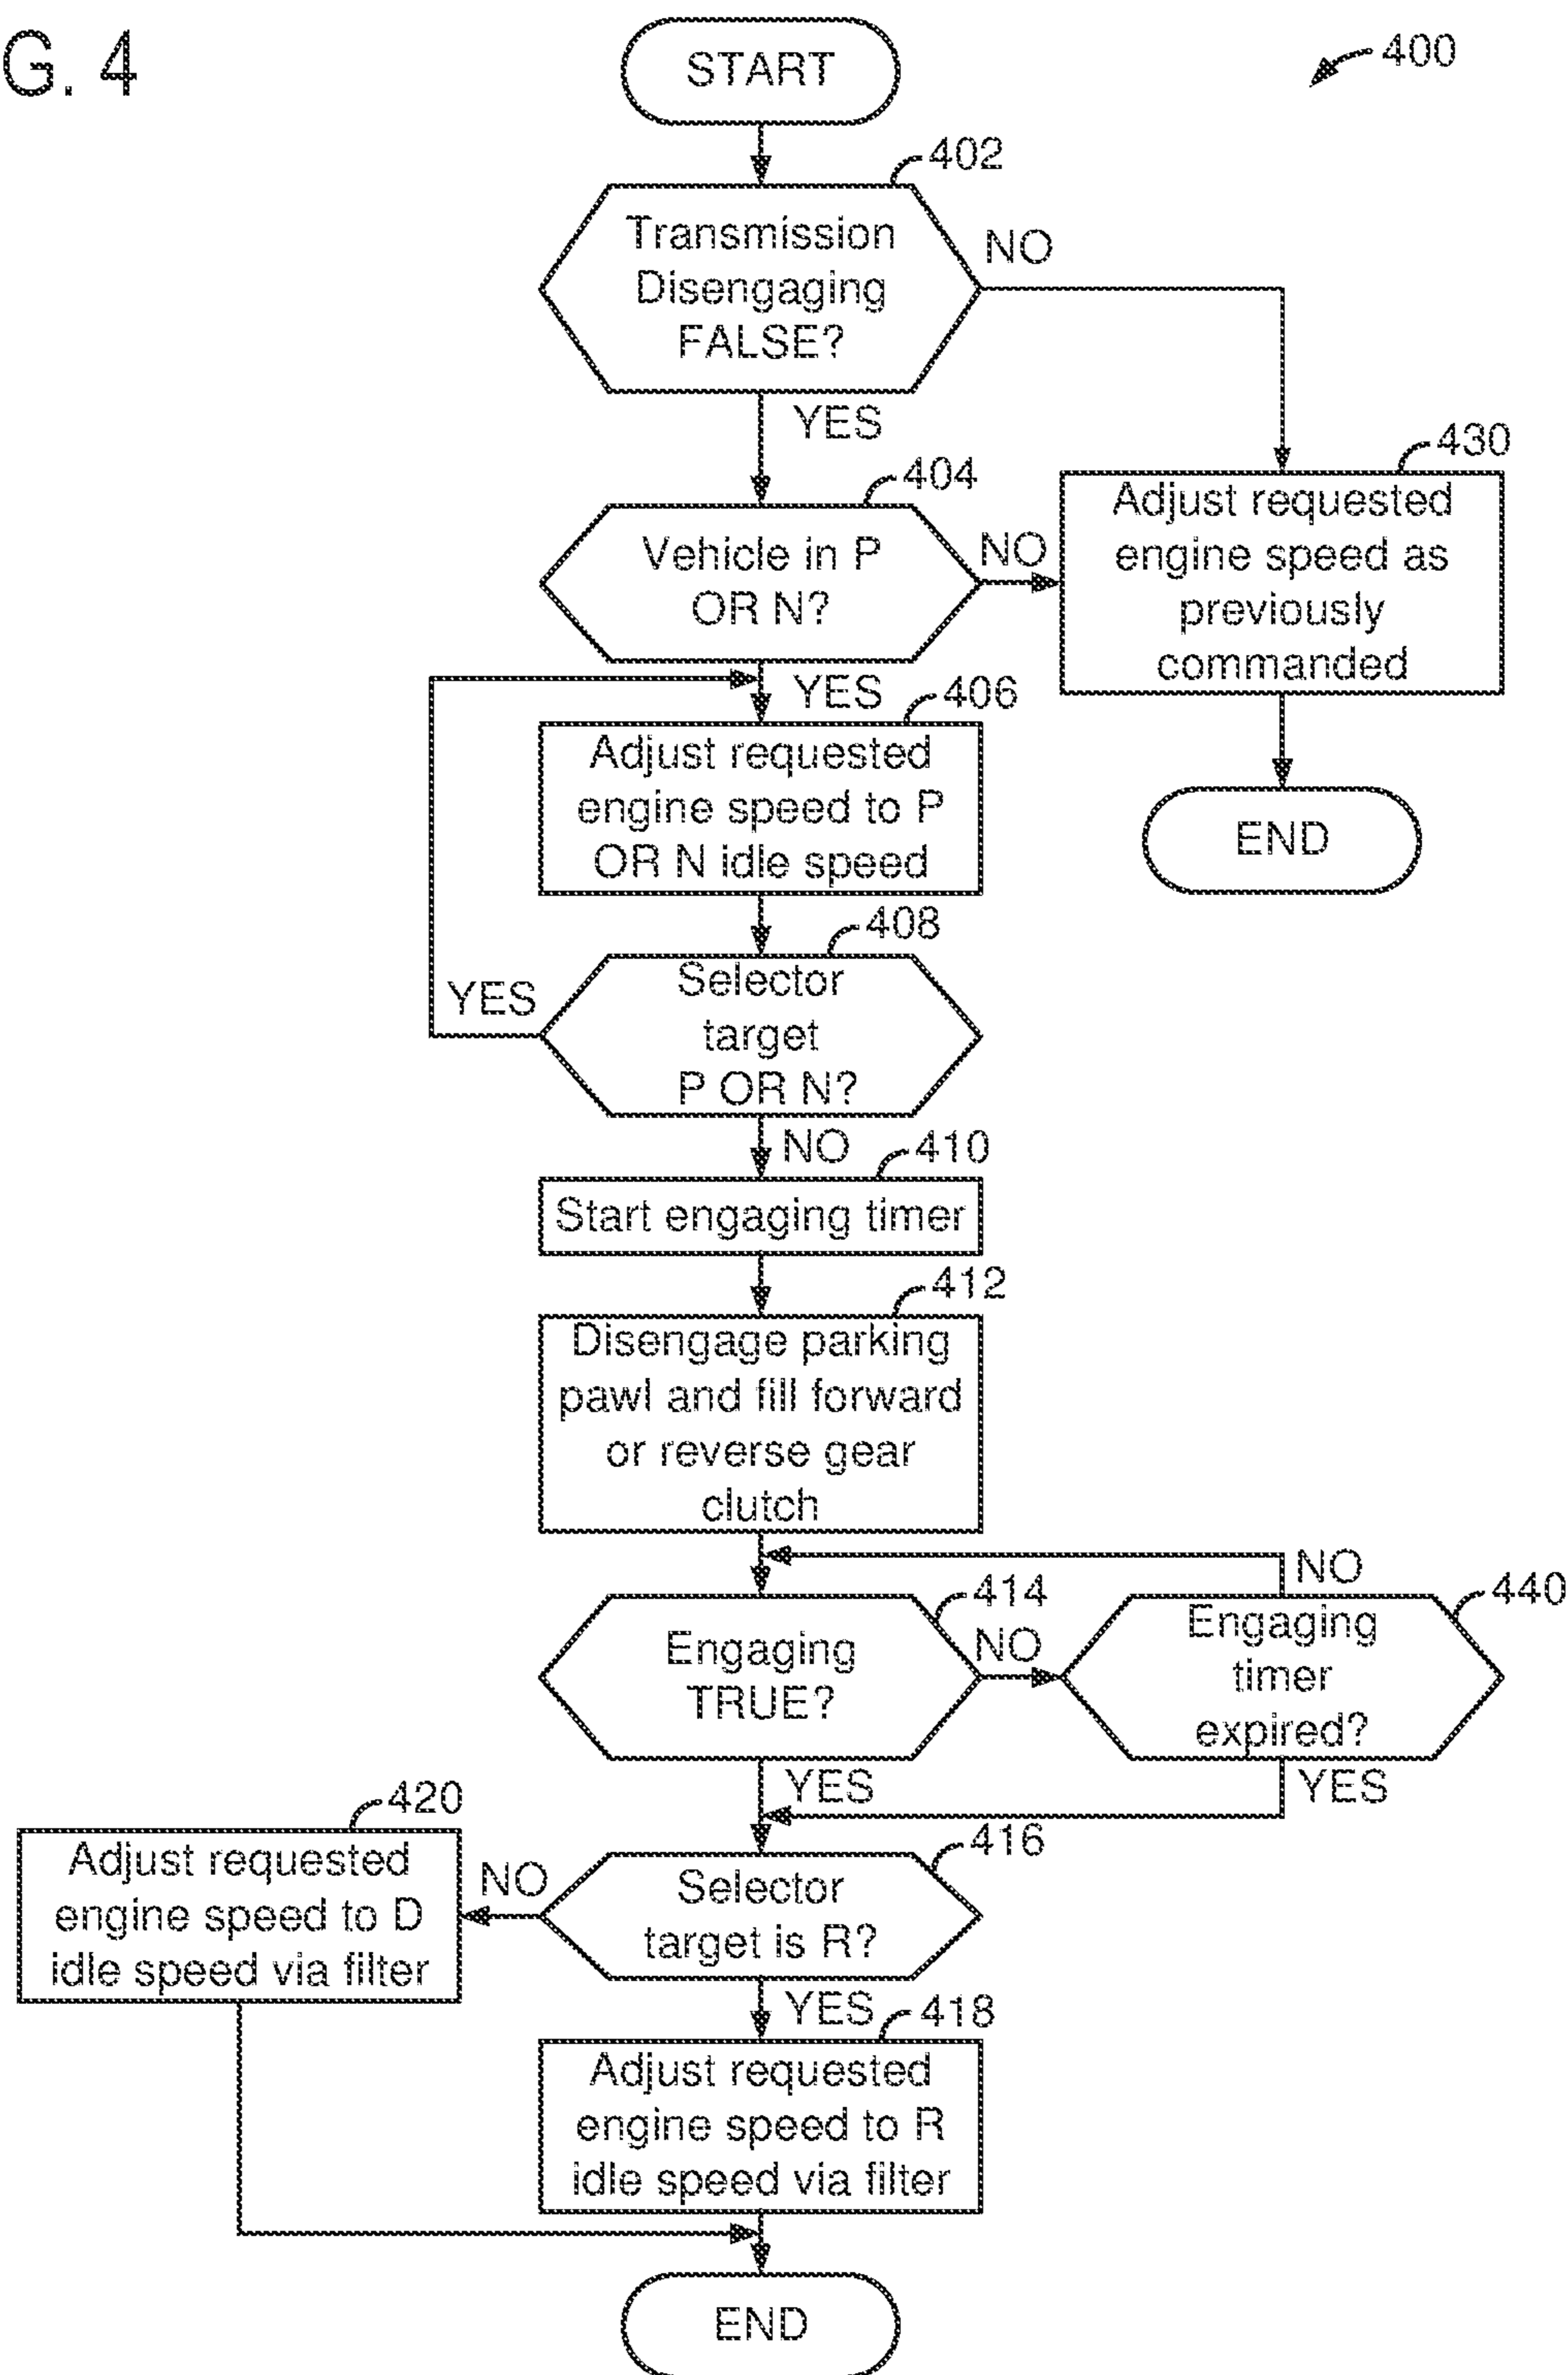 G. 4
START
400
402
Transmission
Disengaging
FALSE?
NO
YES
430
Adjust requested
engine speed as
previously
commanded
404
Vehicle in P
OR N?
NO
YES
406
Adjust requested
engine speed to P
OR N idle speed
END
408
Selector
target
P OR N?
YES
NO
410
Start engaging timer
412
Disengage parking
pawl and fill forward
or reverse gear
clutch
414
Engaging
TRUE?
NO
NO
440
Engaging
timer
expired?
YES
YES
420
Adjust requested
engine speed to D
idle speed via filter
NO
416
Selector
target is R?
YES
418
Adjust requested
engine speed to R
idle speed via filter
END